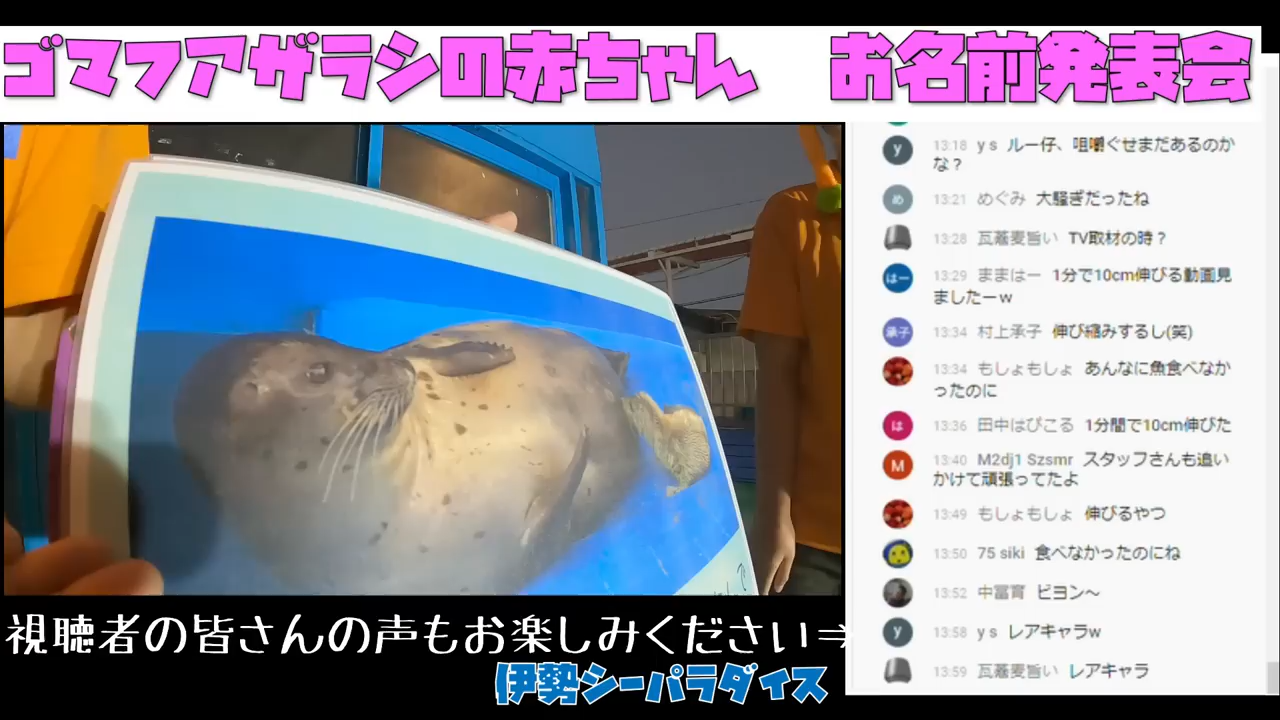 ゴマフアザラシの赤ちゃん お名前発表会
13:18 y s ルー仔、咀嚼ぐせまだあるのか
な？
め 13:21 めぐみ 大騒ぎだったね
13:28 瓦蕎麦旨い TV取材の時？
はー 13:29 ままはー 1分で10cm伸びる動画見
ましたーw
承子 13:34 村上承子 伸び縮みするし(笑)
13:34 もしょもしょ あんなに魚食べなか
ったのに
は 13:36 田中はぴこる 1分間で10cm伸びた
M 13:40 M2dj1 Szsmr スタッフさんも追い
かけて頑張ってたよ
13:49 もしょもしょ 伸びるやつ
13:50 75 siki 食べなかったのにね
13:52 中冨育 ビヨン～
y 13:58 y s レアキャラw
13:59 瓦蕎麦旨い レアキャラ
視聴者の皆さんの声もお楽しみください⇒
伊勢シーパラダイス